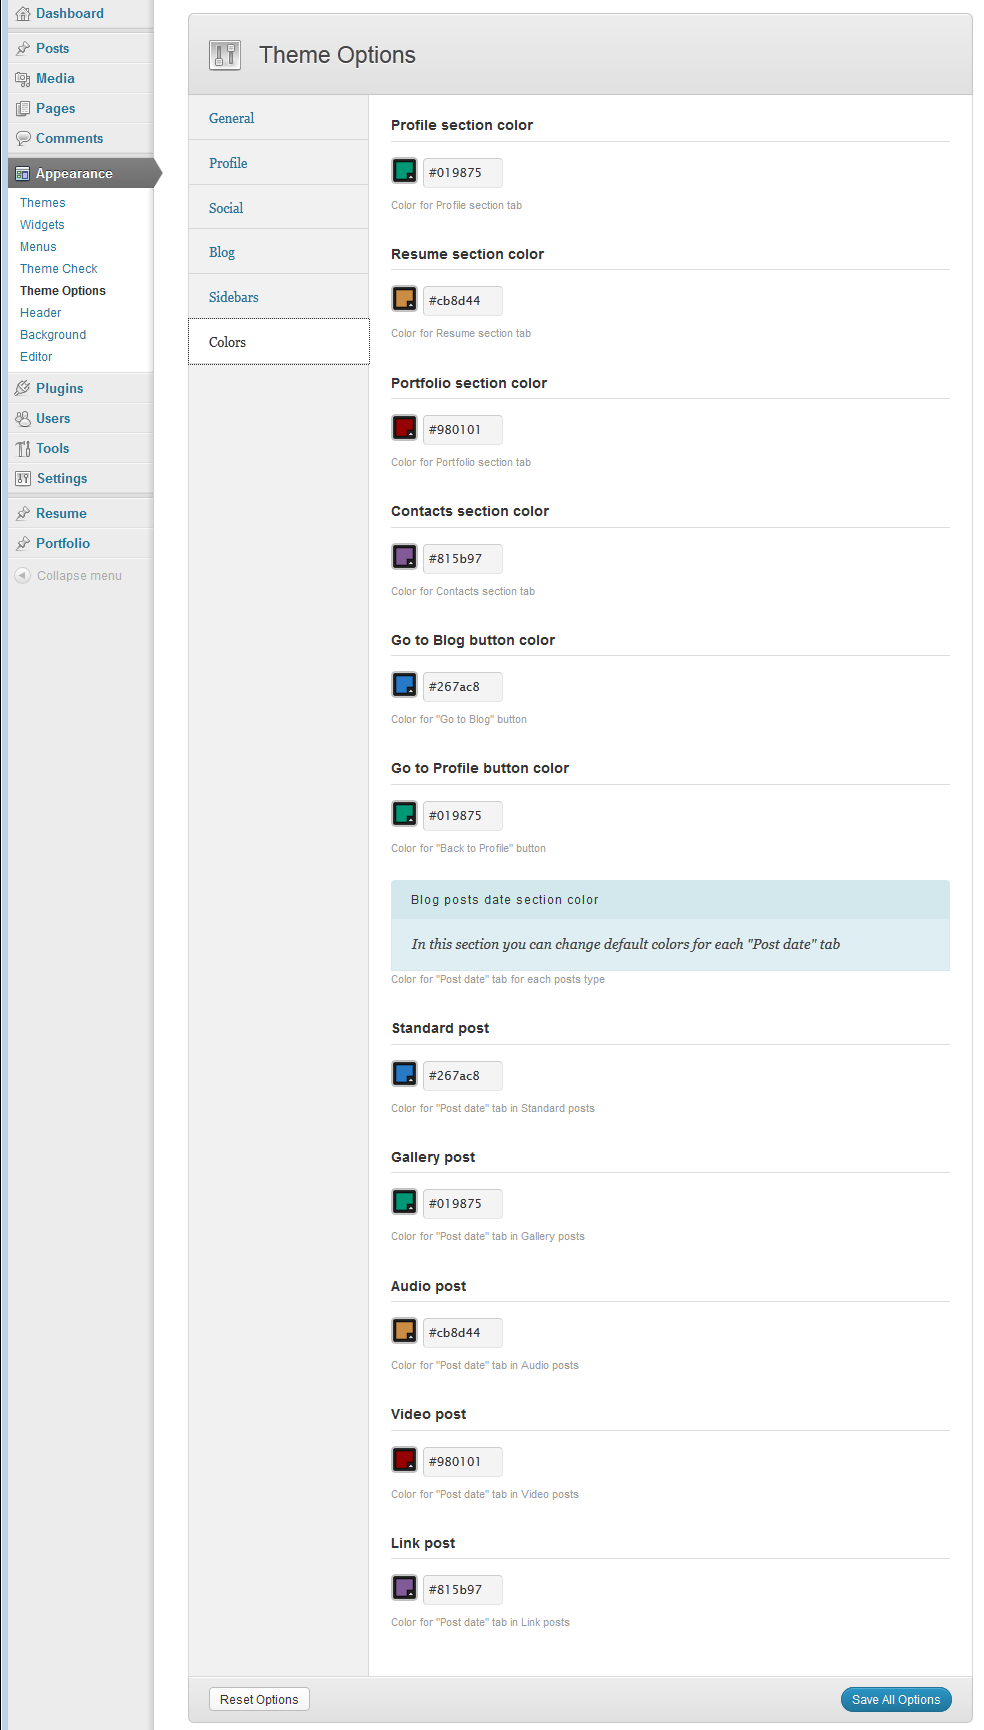 Dashboard
Posts
Media
Pages
Comments
Appearance
Themes
Widgets
Menus
Theme Check
Theme Options
Header
Background
Editor
Plugins
Users
Tools
Settings
Resume
Portfolio
Collapse menu
Theme Options
General
Profile
Social
Blog
Sidebars
Colors
Profile section color
#019875
Color for Profile section tab
Resume section color
#cb8d44
Color for Resume section tab
Portfolio section color
#980101
Color for Portfolio section tab
Contacts section color
#815b97
Color for Contacts section tab
Go to Blog button color
#267ac8
Color for "Go to Blog" button
Go to Profile button color
#019875
Color for "Back to Profile" button
Blog posts date section color
In this section you can change default colors for each "Post date" tab
Color for "Post date" tab for each posts type
Standard post
#267ac8
Color for "Post date" tab in Standard posts
Gallery post
#019875
Color for "Post date" tab in Gallery posts
Audio post
#cb8d44
Color for "Post date" tab in Audio posts
Video post
#980101
Color for "Post date" tab in Video posts
Link post
#815b97
Color for "Post date" tab in Link posts
Reset Options
Save All Options